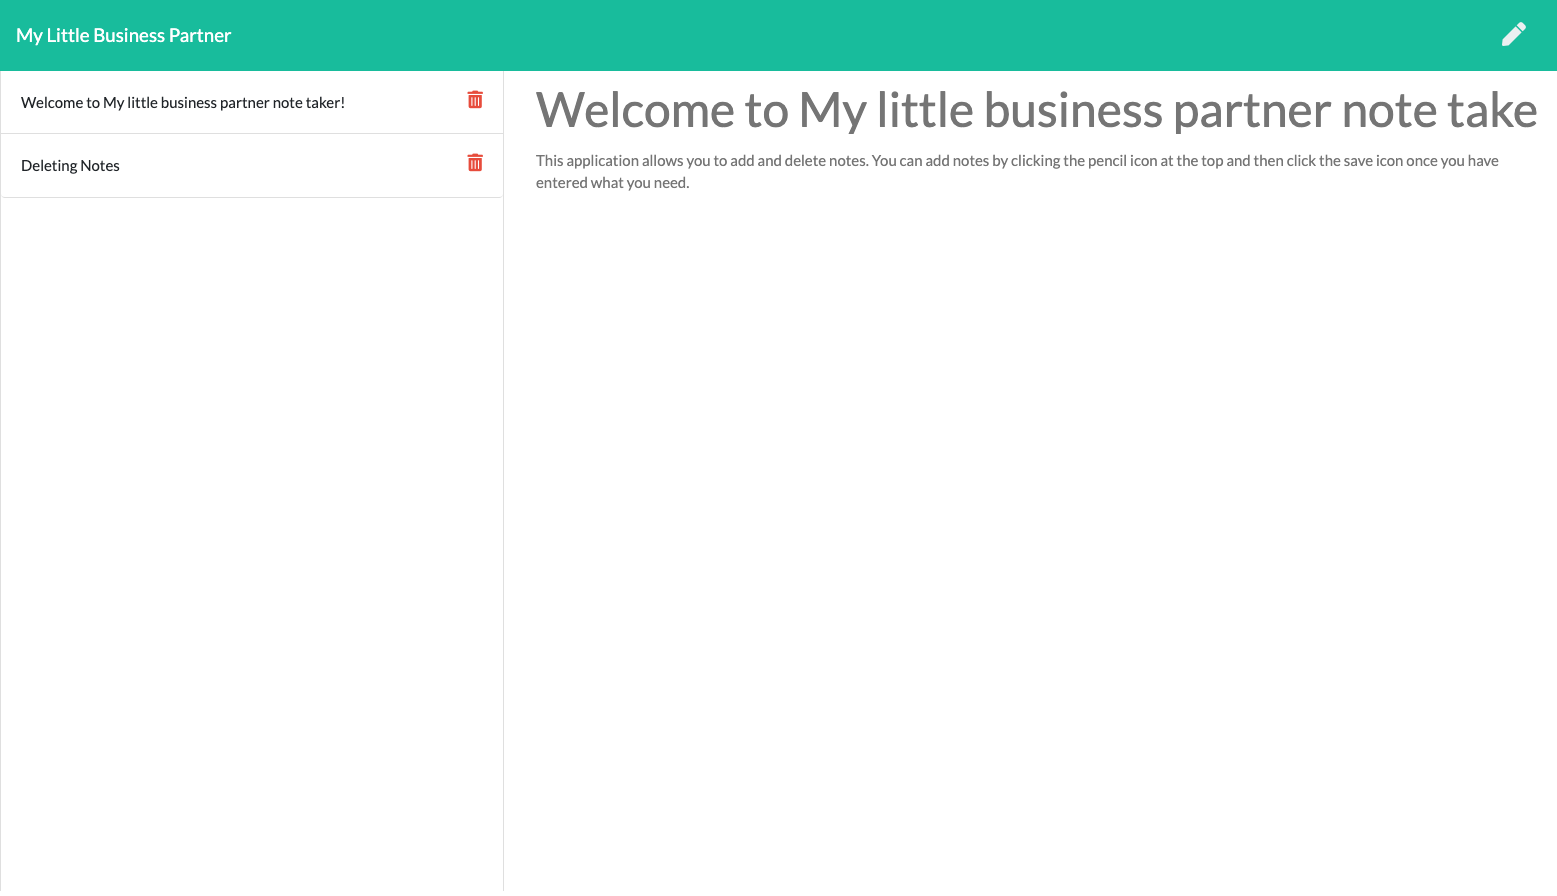 My Little Business Partner
Welcome to My little business partner note taker!
Deleting Notes
Welcome to My little business partner note take
This application allows you to add and delete notes. You can add notes by clicking the pencil icon at the top and then click the save icon once you have
entered what you need.